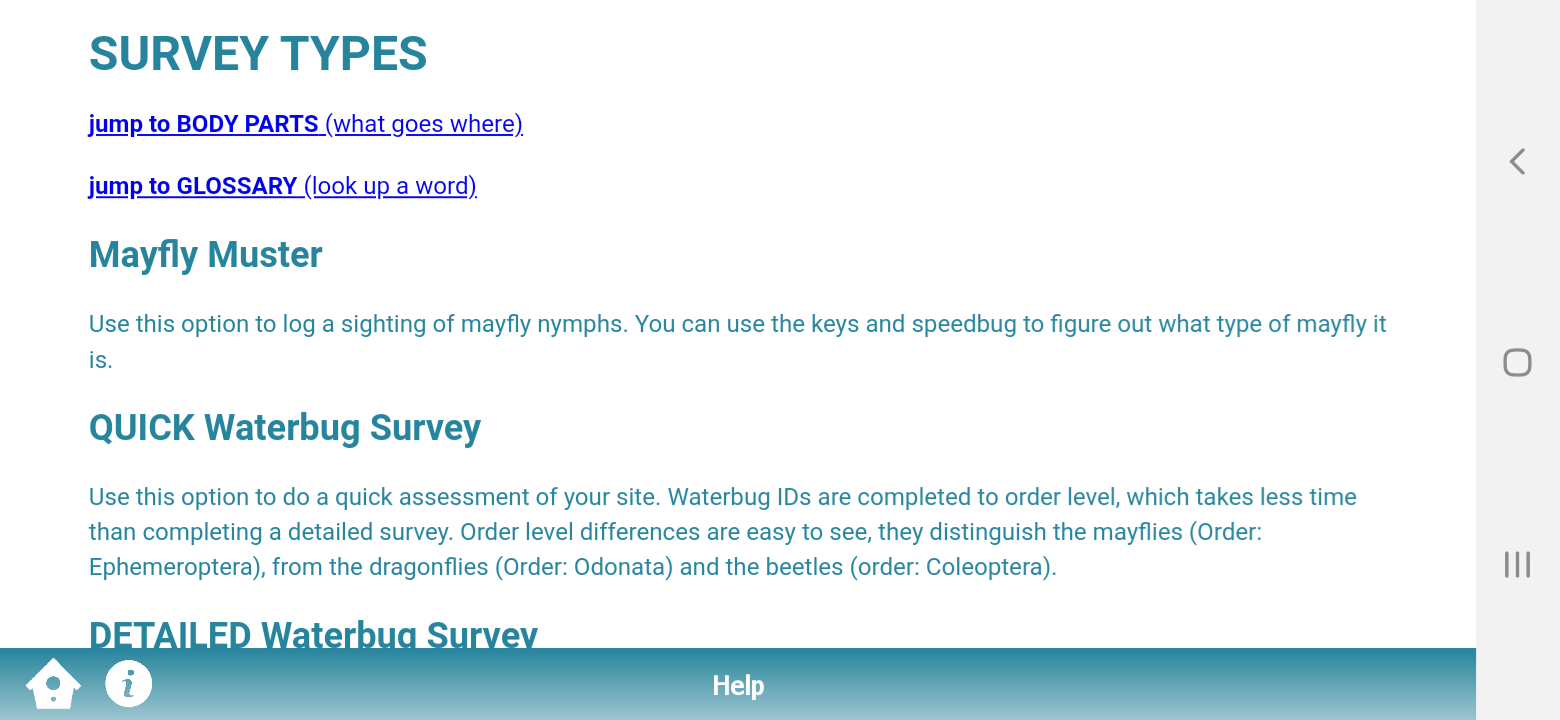 SURVEY TYPES
jump to BODY PARTS (what goes where)
jump to GLOSSARY (look up a word)
Mayfly Muster
Use this option to log a sighting of mayfly nymphs. You can use the keys and speedbug to figure out what type of mayfly it
is.
QUICK Waterbug Survey
Use this option to do a quick assessment of your site. Waterbug IDs are completed to order level, which takes less time
than completing a detailed survey. Order level differences are easy to see, they distinguish the mayflies (Order:
Ephemeroptera), from the dragonflies (Order: Odonata) and the beetles (order: Coleoptera).
DETAILED Waterbug Survey
i
Help